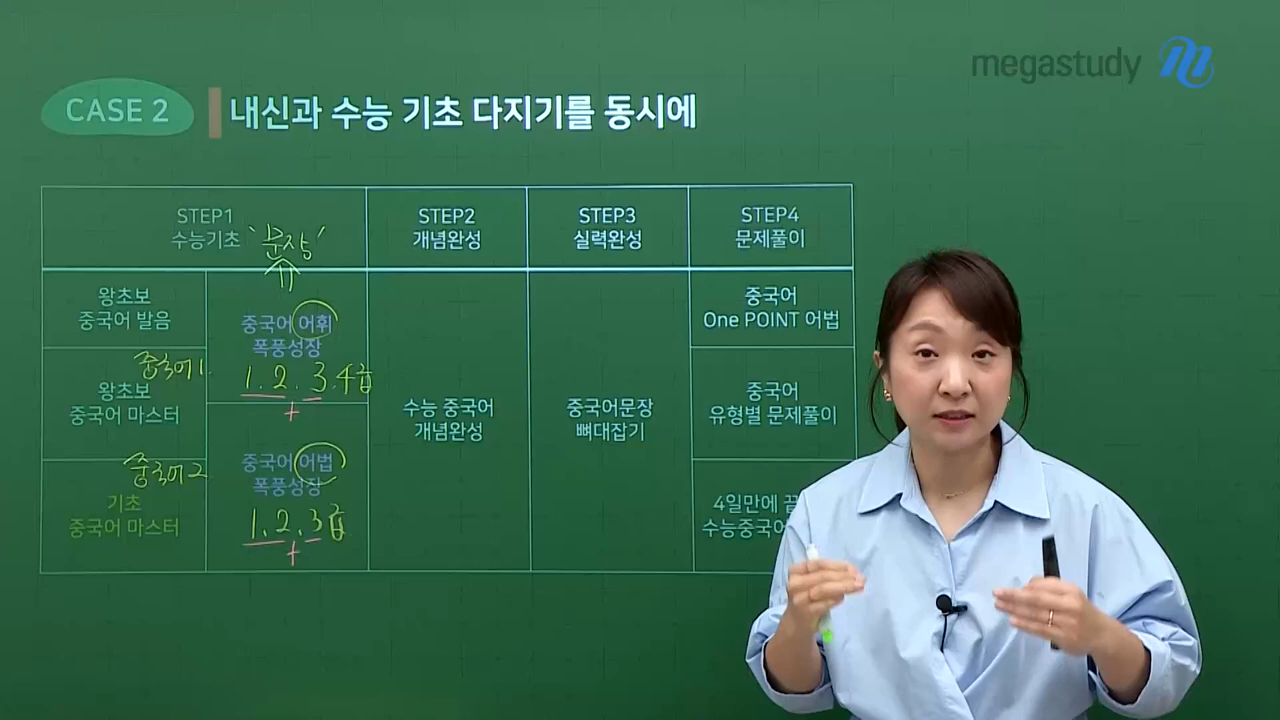 megastudy
CASE 2
내신과 수능 기초 다지기를 동시에
STEP1
수능기초
'문장'
STEP2
개념완성
STEP3
실력완성
STEP4
문제풀이
왕초보
중국어 발음
중국어1.
왕초보
중국어 마스터
중국어2
기초
중국어 마스터
중국어 어휘
폭풍성장
1.2.3.4급
+
중국어 어법
폭풍성장
1.2.3급
+
수능 중국어
개념완성
중국어문장
뼈대잡기
중국어
One POINT 어법
중국어
유형별 문제풀이
4일만에 끝
수능중국어